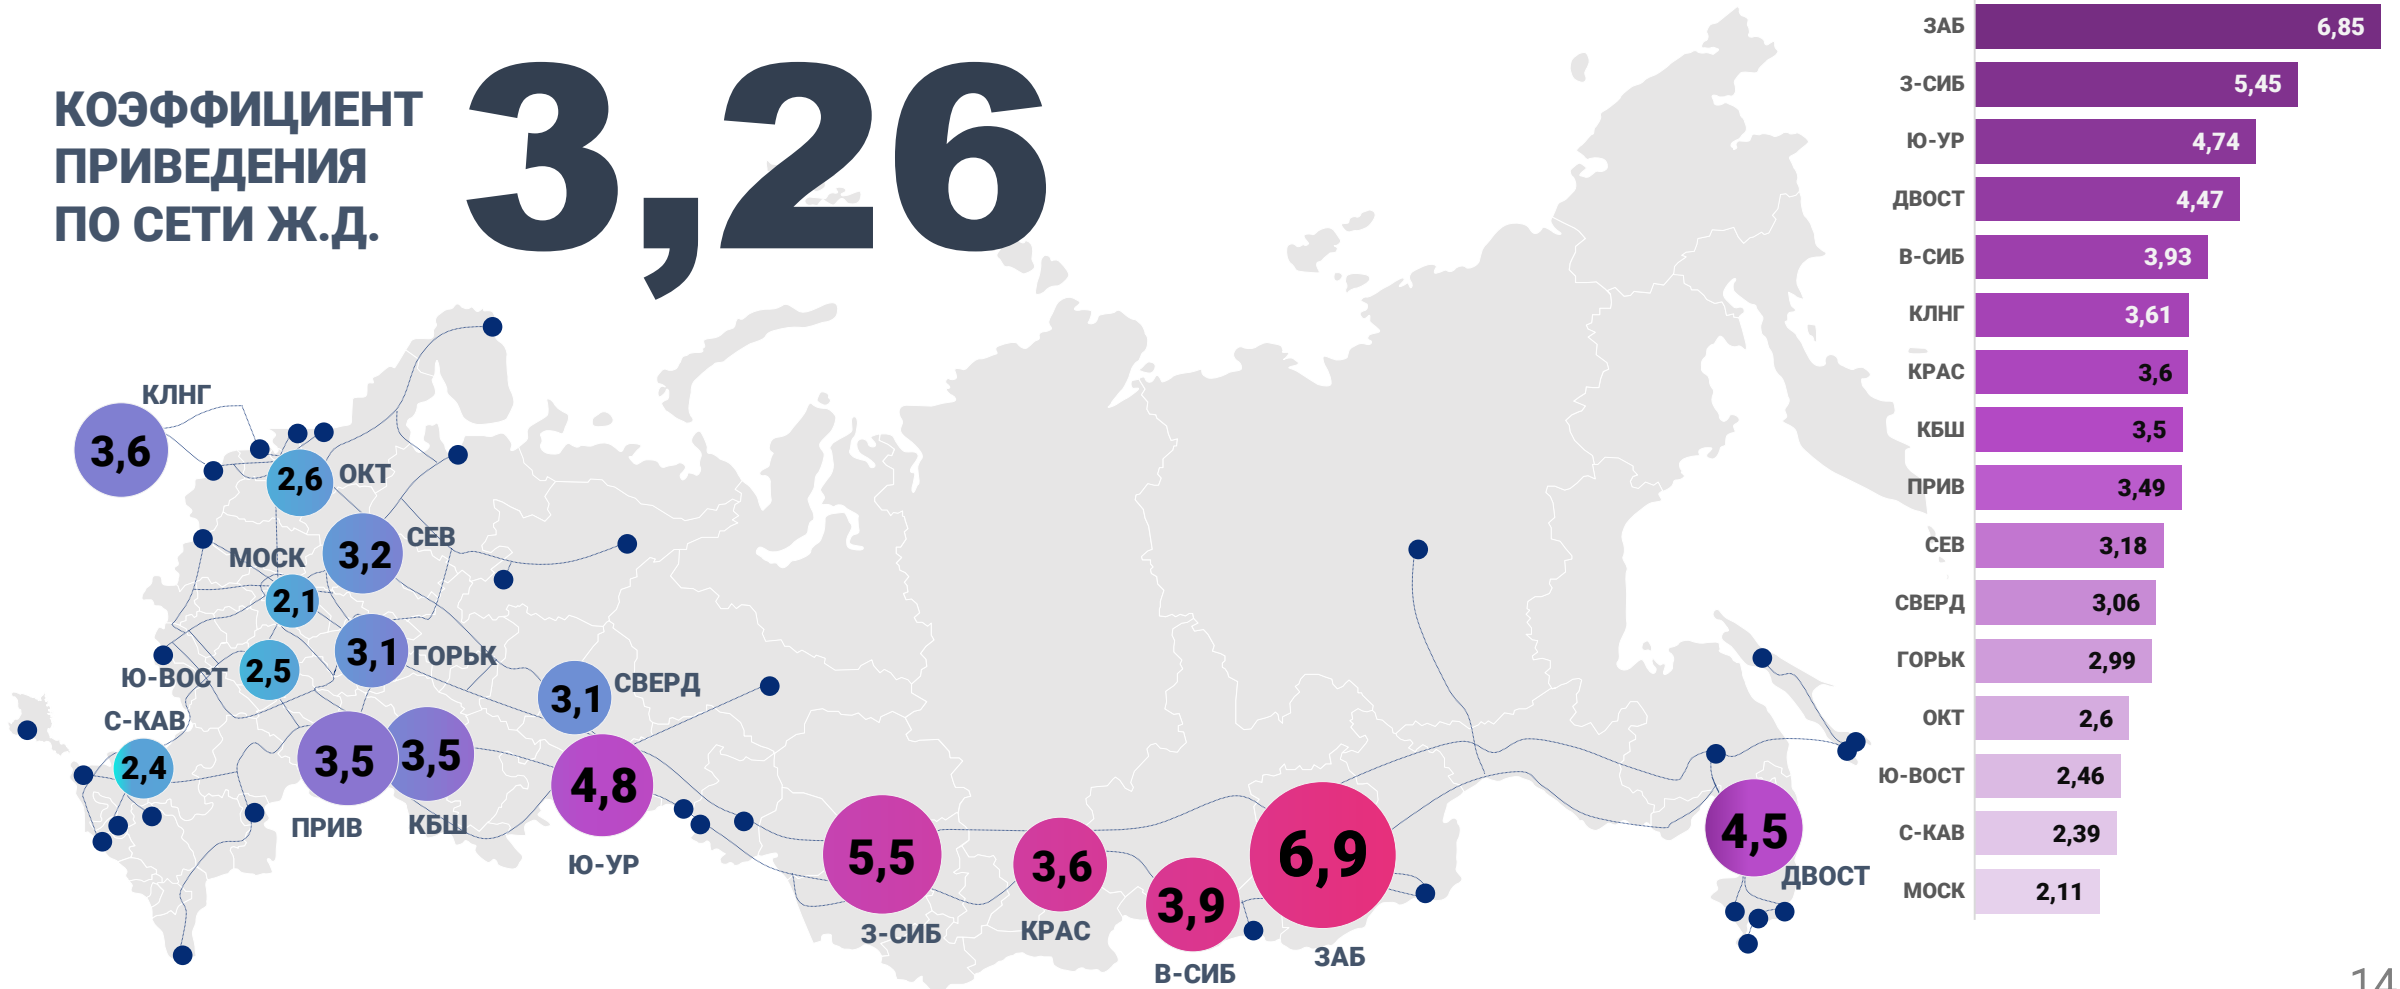 КОЭФФИЦИЕНТ
ПРИВЕДЕНИЯ
ПО СЕТИ Ж.Д.
3,26
КЛНГ
3,6
2,6 ОКТ
3,2 СЕВ
МОСК
2,1
3,1 ГОРЬК
Ю-ВОСТ 2,5
3,1 СВЕРД
С-КАВ
2,4
3,5
ПРИВ
3,5
КБШ
4,8
Ю-УР
5,5
З-СИБ
3,6
КРАС
3,9
В-СИБ
6,9
ЗАБ
4,5
ДВОСТ
ЗАБ 6,85
З-СИБ 5,45
Ю-УР 4,74
ДВОСТ 4,47
В-СИБ 3,93
КЛНГ 3,61
КРАС 3,6
КБШ 3,5
ПРИВ 3,49
СЕВ 3,18
СВЕРД 3,06
ГОРЬК 2,99
ОКТ 2,6
Ю-ВОСТ 2,46
С-КАВ 2,39
МОСК 2,11
14